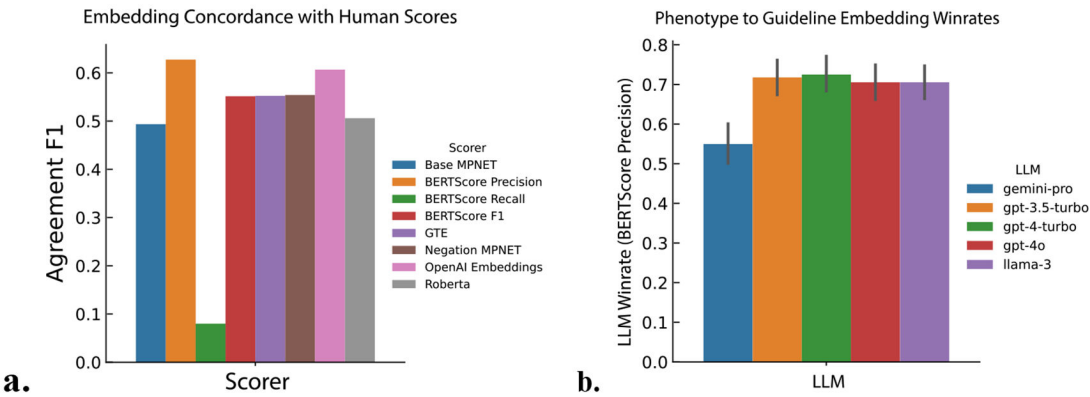 Embedding Concordance with Human Scores
Agreement F1
0.6
0.5
0.4
0.3
0.2
0.1
0.0
Scorer
Base MPNET
BERTScore Precision
BERTScore Recall
BERTScore F1
GTE
Negation MPNET
OpenAI Embeddings
Roberta
Scorer
a.
Phenotype to Guideline Embedding Winrates
LLM Winrate (BERTScore Precision)
0.8
0.7
0.6
0.5
0.4
0.3
0.2
0.1
0.0
LLM
gemini-pro
gpt-3.5-turbo
gpt-4-turbo
gpt-4o
llama-3
LLM
b.